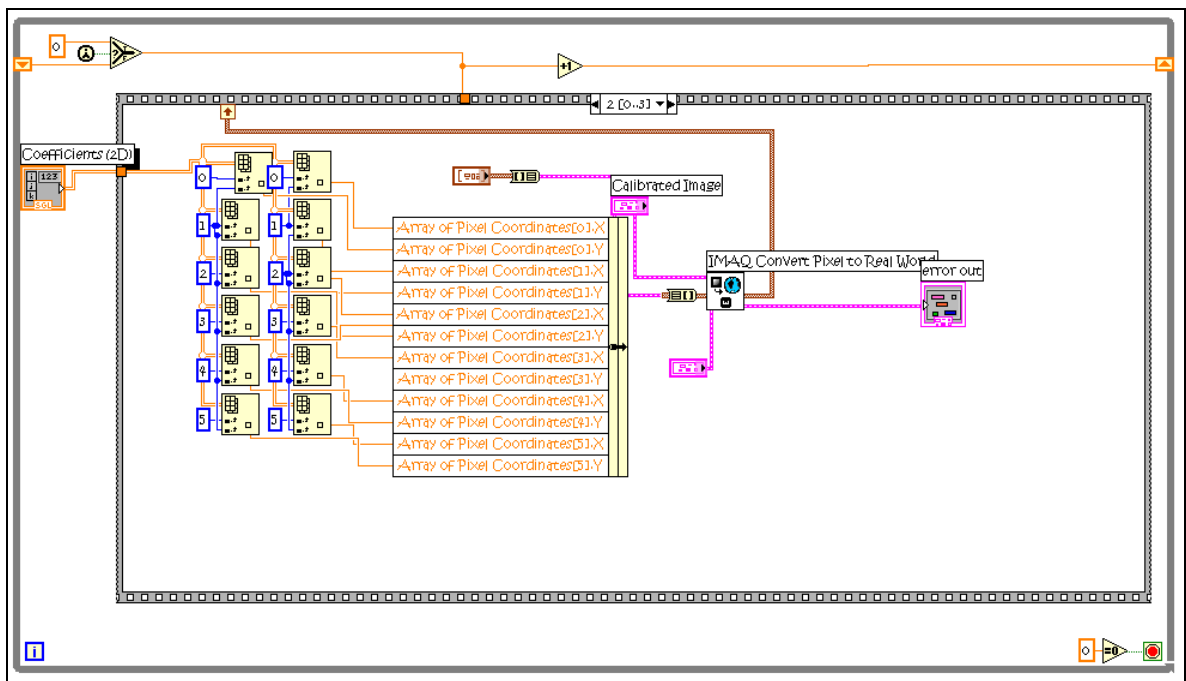 0
?
+1
2 [0..3]
Coefficients (2D)
i 123
j
k
SGL
0
0
1
1
2
2
3
3
4
4
5
5
Calibrated Image
Array of Pixel Coordinates[0].X
Array of Pixel Coordinates[0].Y
Array of Pixel Coordinates[1].X
Array of Pixel Coordinates[1].Y
Array of Pixel Coordinates[2].X
Array of Pixel Coordinates[2].Y
Array of Pixel Coordinates[3].X
Array of Pixel Coordinates[3].Y
Array of Pixel Coordinates[4].X
Array of Pixel Coordinates[4].Y
Array of Pixel Coordinates[5].X
Array of Pixel Coordinates[5].Y
IMAQ Convert Pixel to Real World
error out
i
0
=0